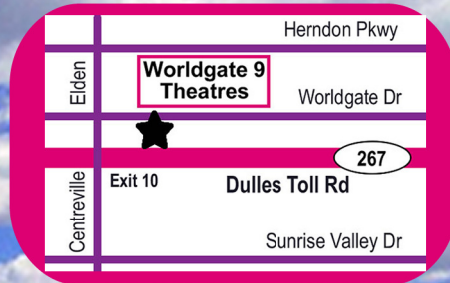 Herndon Pkwy
Elden
Worldgate 9
Theatres
Worldgate Dr
267
Exit 10
Dulles Toll Rd
Centreville
Sunrise Valley Dr